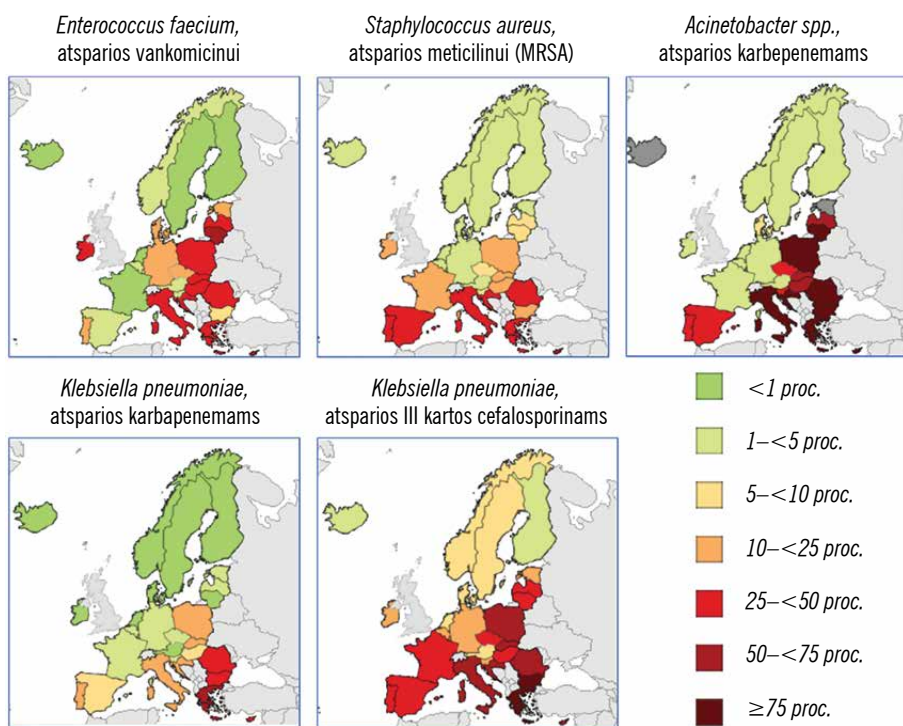 Enterococcus faecium,
atsparios vankomicinui
Staphylococcus aureus,
atsparios meticilinui (MRSA)
Acinetobacter spp.,
atsparios karbepenemams
Klebsiella pneumoniae,
atsparios karbapenemams
Klebsiella pneumoniae,
atsparios III kartos cefalosporinams
<1 proc.
1–<5 proc.
5–<10 proc.
10–<25 proc.
25–<50 proc.
50–<75 proc.
≥75 proc.